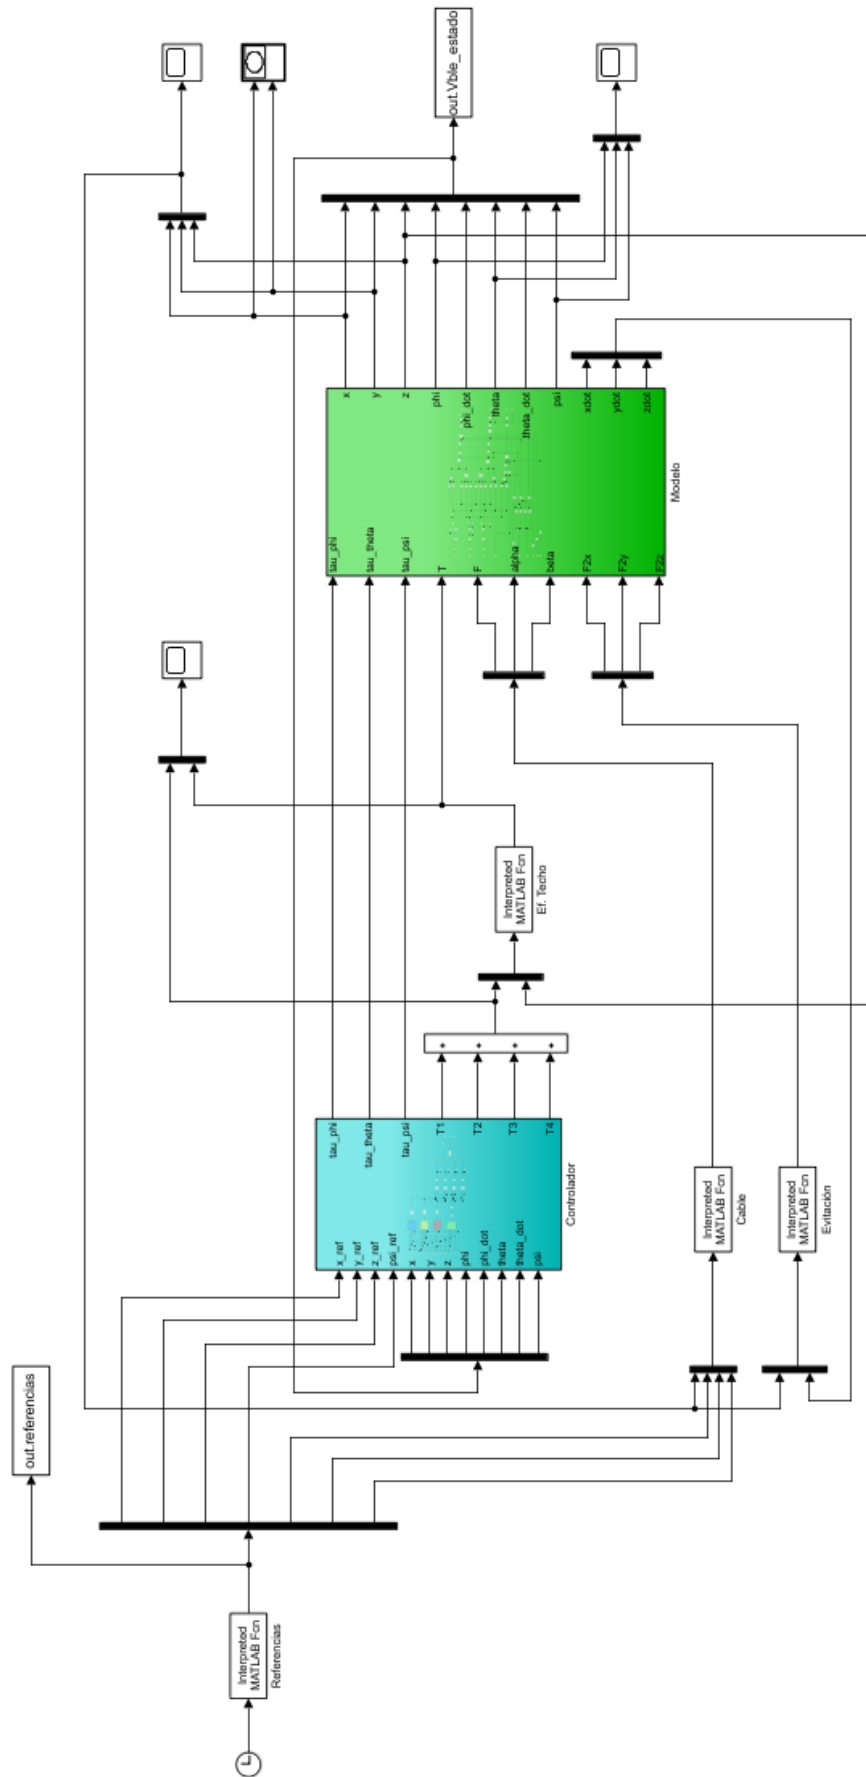 Interpreted
MATLAB Fcn
Referencias
out.referencias
x_ref
y_ref
z_ref
psi_ref
x
y
z
phi
phi_dot
theta
theta_dot
psi
tau_phi
tau_theta
tau_psi
T1
T2
T3
T4
Controlador
+
+
+
+
Interpreted
MATLAB Fcn
Ef. Techo
Interpreted
MATLAB Fcn
Cable
Interpreted
MATLAB Fcn
Evitación
tau_phi
tau_theta
tau_psi
T
F
alpha
beta
F2x
F2y
F2z
x
y
z
phi
phi_dot
theta
theta_dot
psi
xdot
ydot
zdot
Modelo
out.Vble_estado